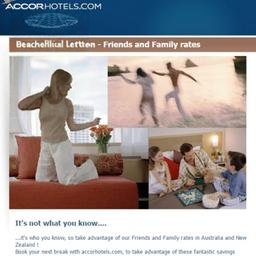 ACCORHOTELS.COM
Letter - Friends and Family rates
It's not what you know....
...it's who you know, so take advantage of our Friends and Family rates in Australia and New
Zealand !
Book your next break with accorhotels.com, to take advantage of these fantastic savings